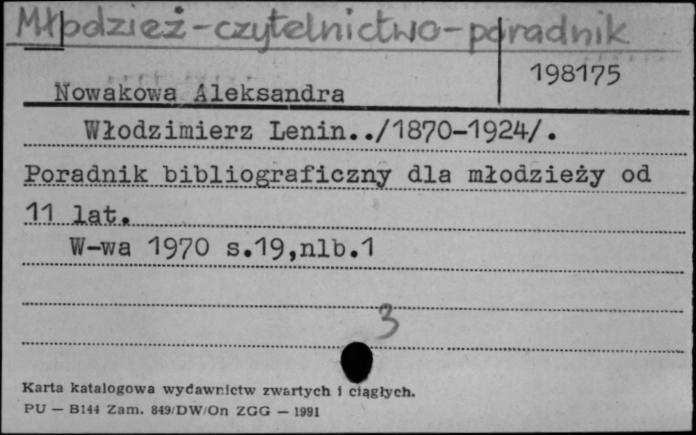 Młodzież-czytelnictwo-poradnik
198175
Nowakowa Aleksandra
Włodzimierz Lenin../1870-1924/.
Poradnik bibliograficzny dla młodzieży od
11 lat.
W-wa 1970 s.19,nlb.1
3
Karta katalogowa wydawnictw zwartych i ciągłych.
PU — B144 Zam. 849/DW/On ZGG — 1991